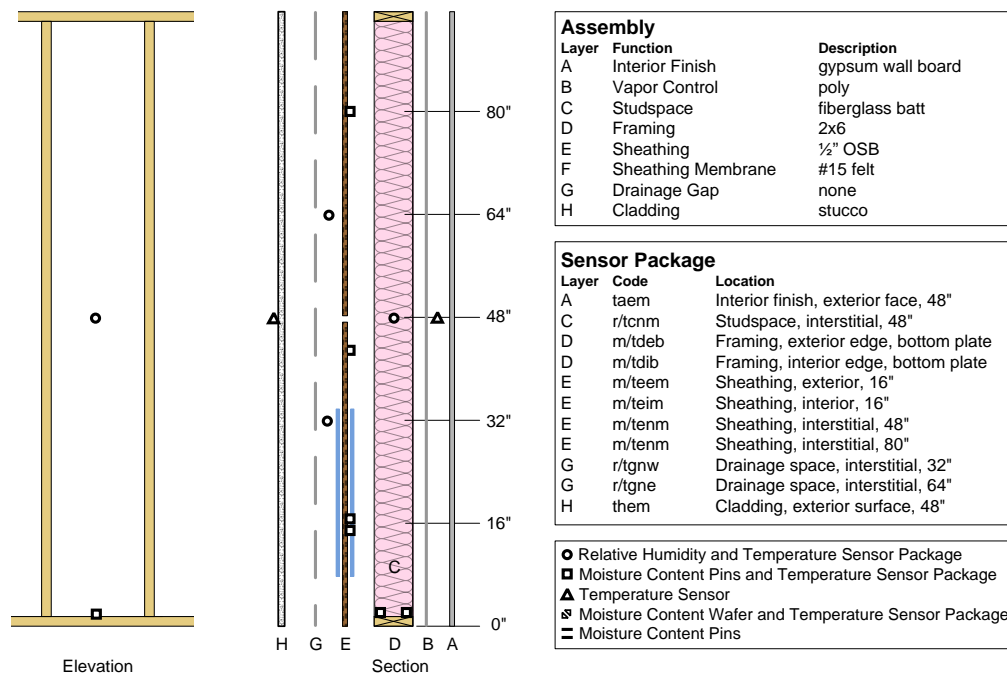 Elevation
80"
64"
48"
32"
16"
0"
C
H G E D B A
Section
Assembly
Layer Function Description
A Interior Finish gypsum wall board
B Vapor Control poly
C Studspace fiberglass batt
D Framing 2x6
E Sheathing ½” OSB
F Sheathing Membrane #15 felt
G Drainage Gap none
H Cladding stucco
Sensor Package
Layer Code Location
A taem Interior finish, exterior face, 48"
C r/tcnm Studspace, interstitial, 48"
D m/tdeb Framing, exterior edge, bottom plate
D m/tdib Framing, interior edge, bottom plate
E m/teem Sheathing, exterior, 16"
E m/teim Sheathing, interior, 16"
E m/tenm Sheathing, interstitial, 48"
E m/tenm Sheathing, interstitial, 80"
G r/tgnw Drainage space, interstitial, 32"
G r/tgne Drainage space, interstitial, 64"
H them Cladding, exterior surface, 48"
Relative Humidity and Temperature Sensor Package
Moisture Content Pins and Temperature Sensor Package
Temperature Sensor
Moisture Content Wafer and Temperature Sensor Package
Moisture Content Pins